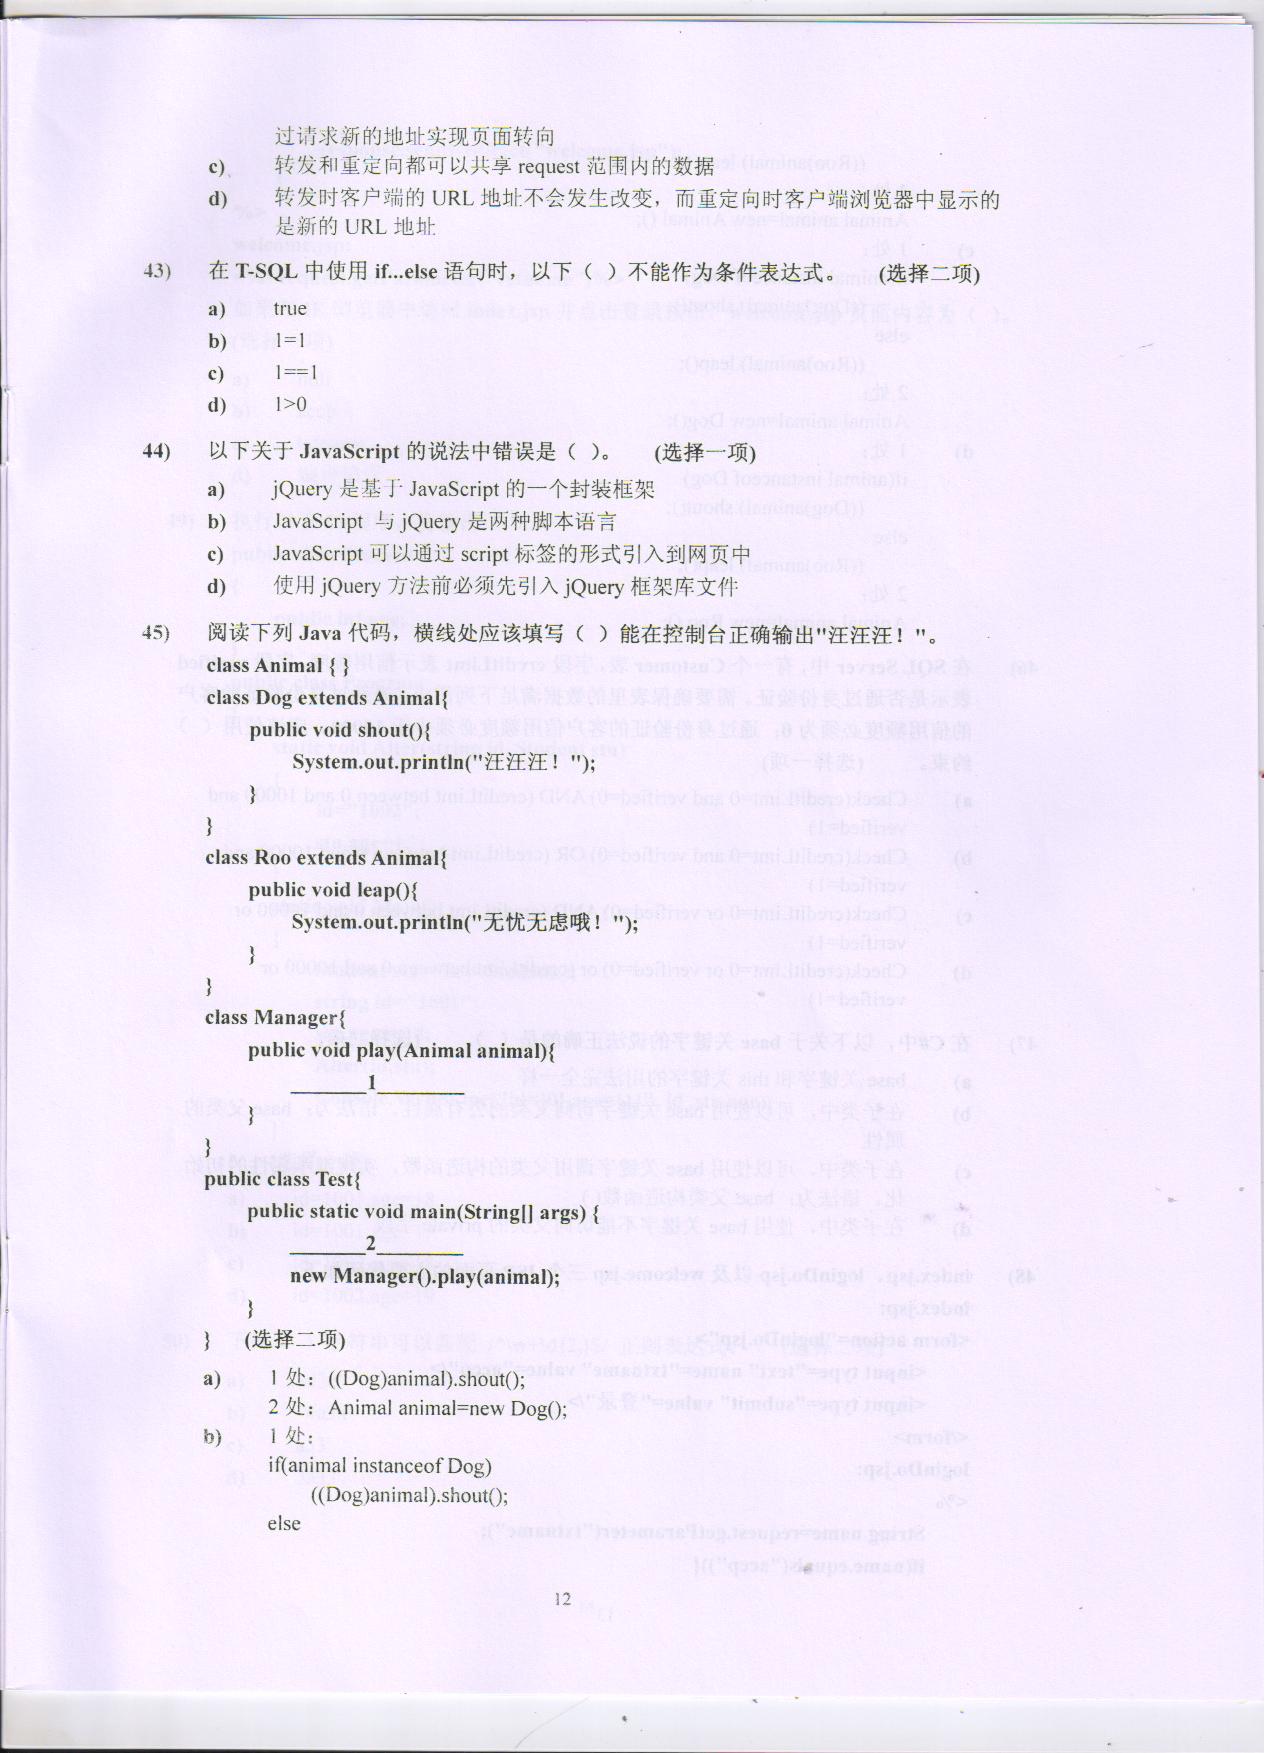 过请求新的地址实现页面转向
c) 转发和重定向都可以共享 request 范围内的数据
d) 转发时客户端的 URL 地址不会发生改变，而重定向时客户端浏览器中显示的
是新的 URL 地址
43) 在 T-SQL 中使用 if...else 语句时，以下（ ）不能作为条件表达式。 (选择二项)
a) true
b) 1=1
c) 1==1
d) 1>0
44) 以下关于 JavaScript 的说法中错误是（ ）。 (选择一项)
a) jQuery 是基于 JavaScript 的一个封装框架
b) JavaScript 与 jQuery 是两种脚本语言
c) JavaScript 可以通过 script 标签的形式引入到网页中
d) 使用 jQuery 方法前必须先引入 jQuery 框架库文件
45) 阅读下列 Java 代码，横线处应该填写（ ）能在控制台正确输出"汪汪汪！"。
class Animal { }
class Dog extends Animal{
public void shout(){
System.out.println("汪汪汪！");
}
}
class Roo extends Animal{
public void leap(){
System.out.println("无忧无虑哦！");
}
}
class Manager{
public void play(Animal animal){
________1________
}
}
public class Test{
public static void main(String[] args) {
________2________
new Manager().play(animal);
}
} (选择二项)
a) 1 处：((Dog)animal).shout();
2 处：Animal animal=new Dog();
b) 1 处：
if(animal instanceof Dog)
((Dog)animal).shout();
else
12